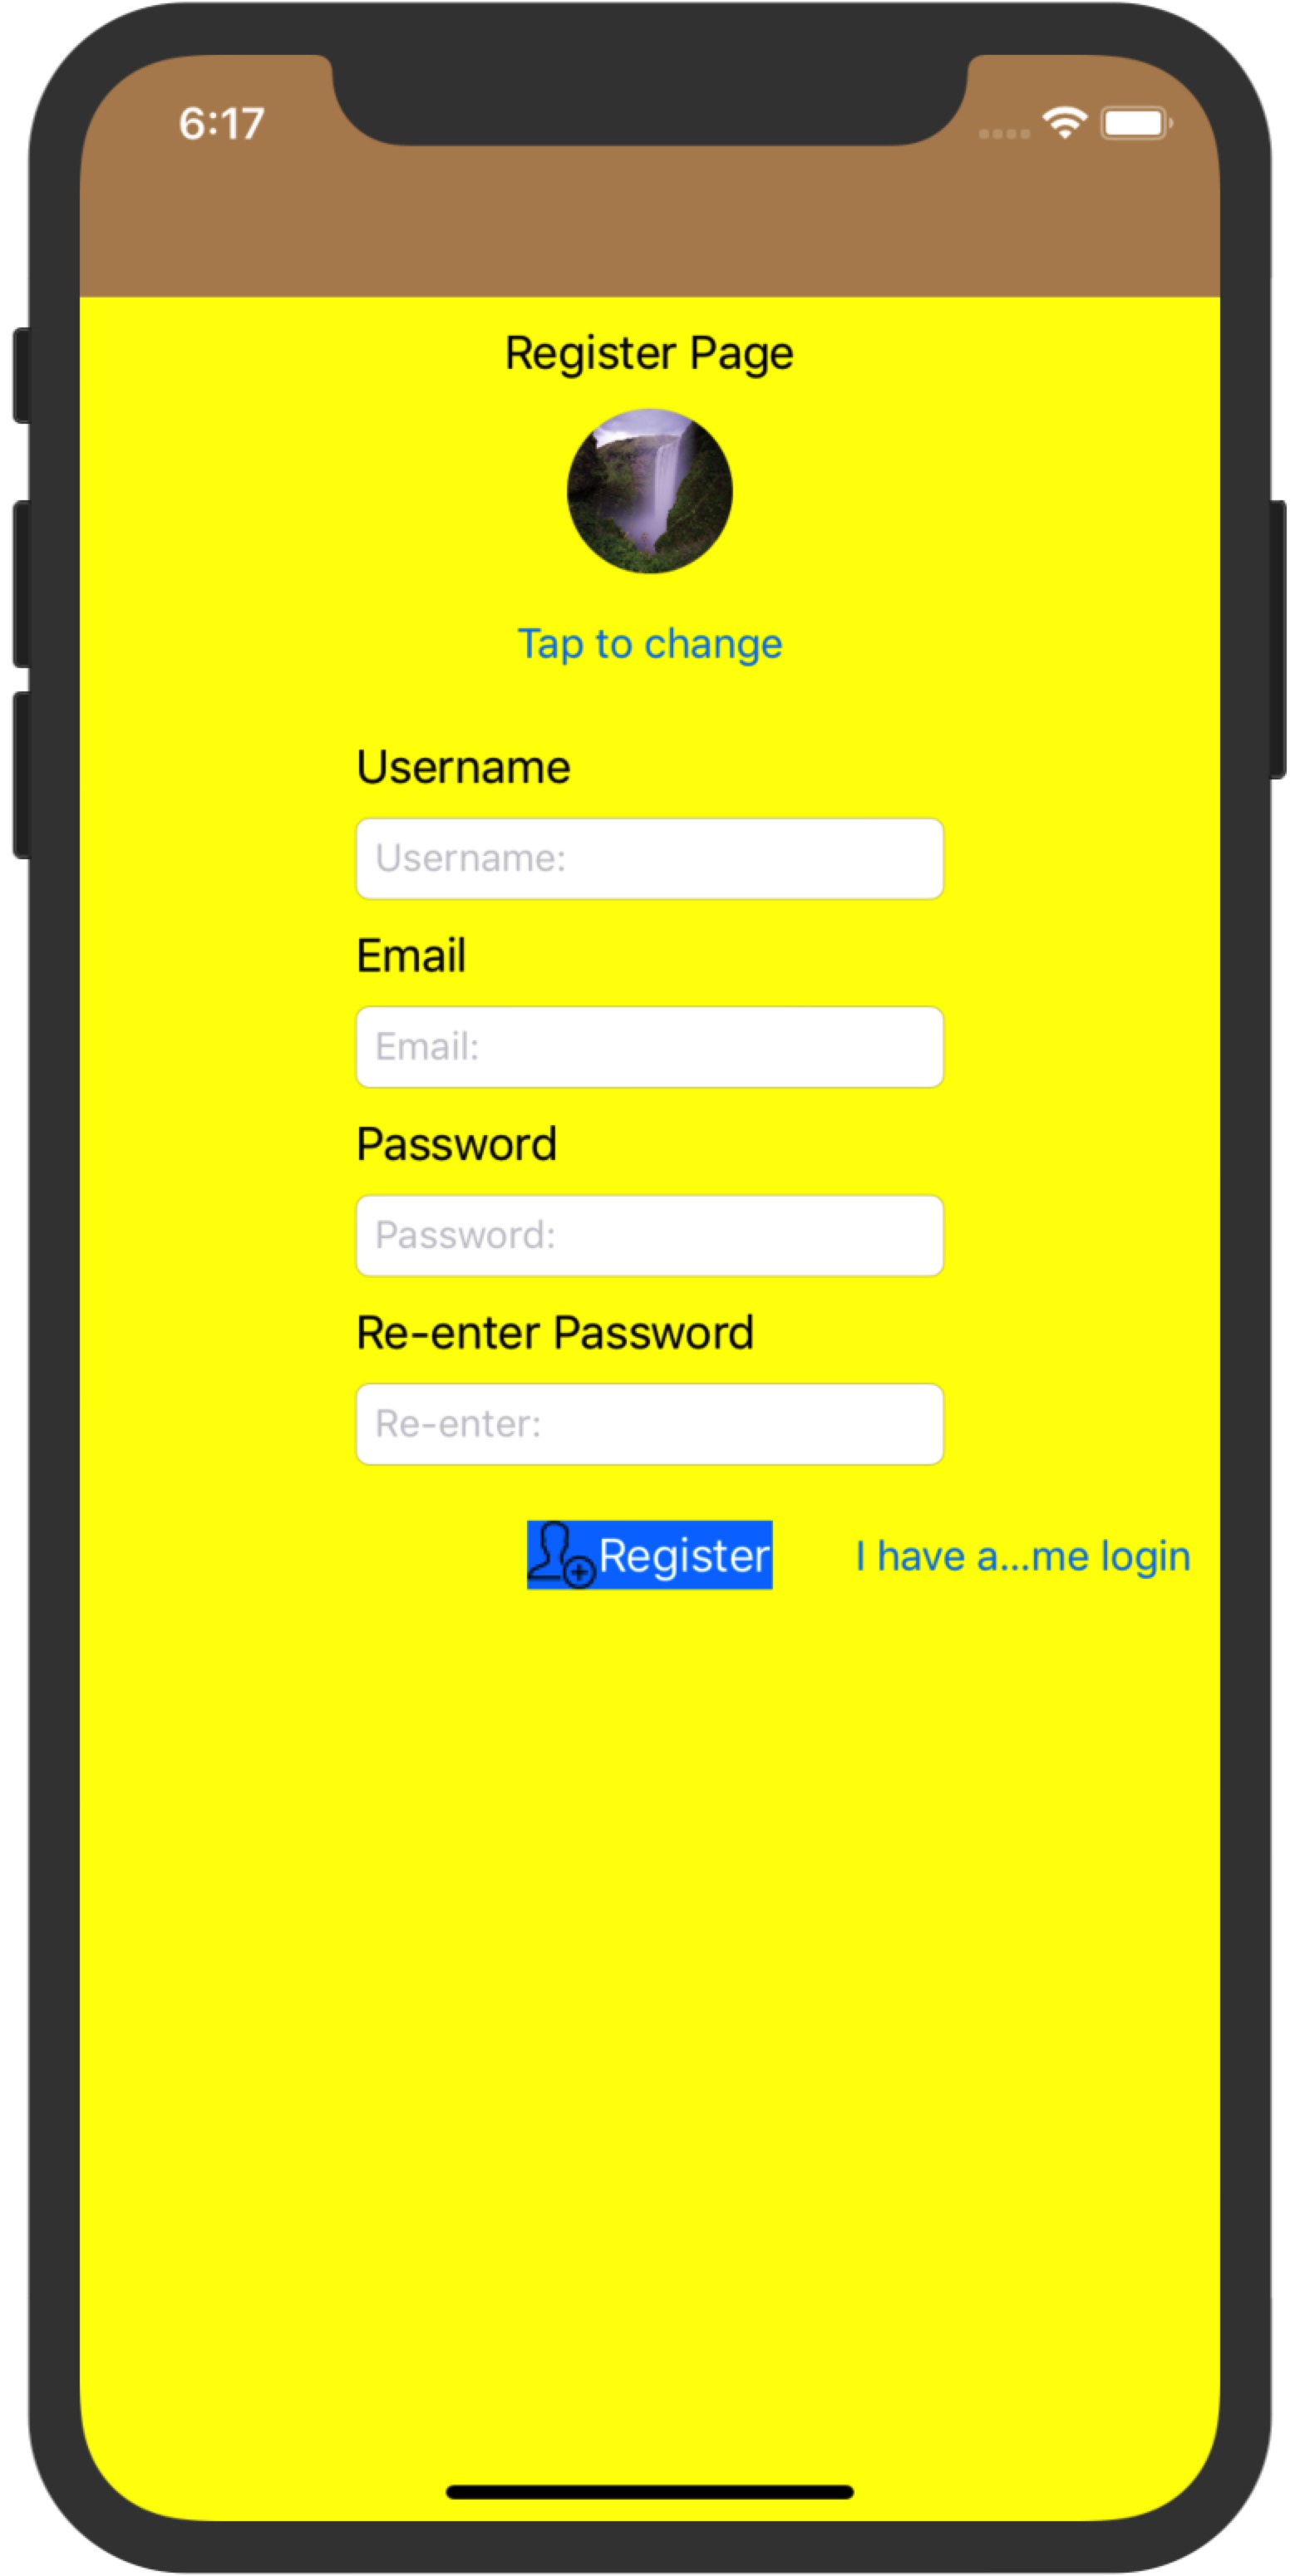 6:17
Register Page
Tap to change
Username
Username:
Email
Email:
Password
Password:
Re-enter Password
Re-enter:
Register
I have a...me login